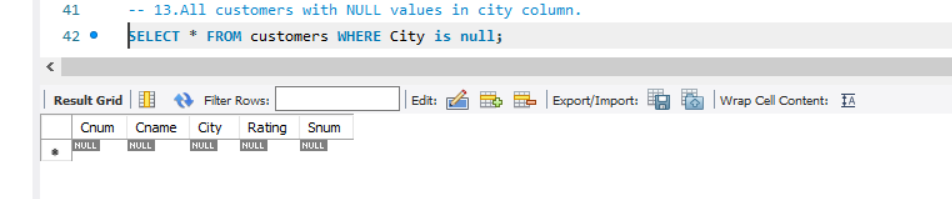 41 -- 13.All customers with NULL values in city column.
42 SELECT * FROM customers WHERE City is null;
Result Grid Filter Rows: Edit: Export/Import: Wrap Cell Content: IA
Cnum Cname City Rating Snum
* NULL NULL NULL NULL NULL